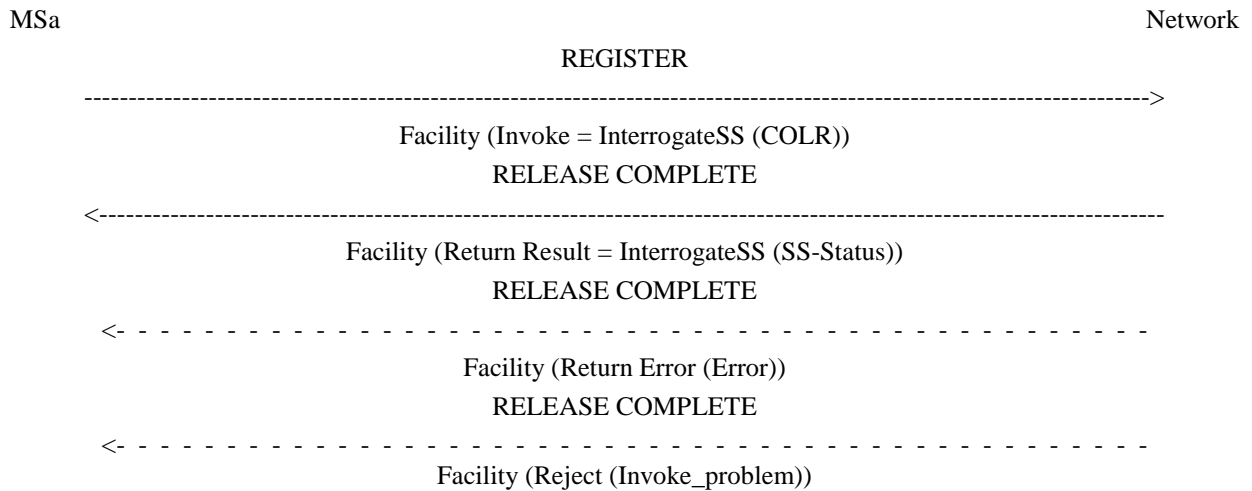 MSa Network
REGISTER
------------------------------------------------------------------------------------------------------------------------>
Facility (Invoke = InterrogateSS (COLR))
RELEASE COMPLETE
<------------------------------------------------------------------------------------------------------------------------
Facility (Return Result = InterrogateSS (SS-Status))
RELEASE COMPLETE
<- - - - - - - - - - - - - - - - - - - - - - - - - - - - - - - - - - - - -
Facility (Return Error (Error))
RELEASE COMPLETE
<- - - - - - - - - - - - - - - - - - - - - - - - - - - - - - - - - - - - -
Facility (Reject (Invoke_problem))